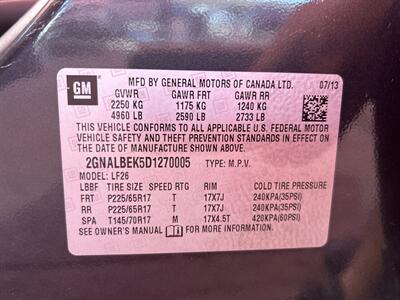 GM
MFD BY GENERAL MOTORS OF CANADA LTD. 07/13
GVWR GAWR FRT GAWR RR
2250 KG 1175 KG 1240 KG
4960 LB 2590 LB 2733 LB
THIS VEHICLE CONFORMS TO ALL APPLICABLE U.S. FEDERAL MOTOR
VEHICLE SAFETY AND THEFT PREVENTION STANDARDS IN EFFECT ON
THE DATE OF MANUFACTURE SHOWN ABOVE.
2GNALBEK5D1270005 TYPE: M.P.V.
MODEL: LF26
LBBF TIRE SIZE SPEED RTG RIM COLD TIRE PRESSURE
FRT P225/65R17 T 17X7J 240KPA(35PSI)
RR P225/65R17 T 17X7J 240KPA(35PSI)
SPA T145/70R17 M 17X4.5T 420KPA(60PSI)
SEE OWNER'S MANUAL FOR MORE INFORMATION.